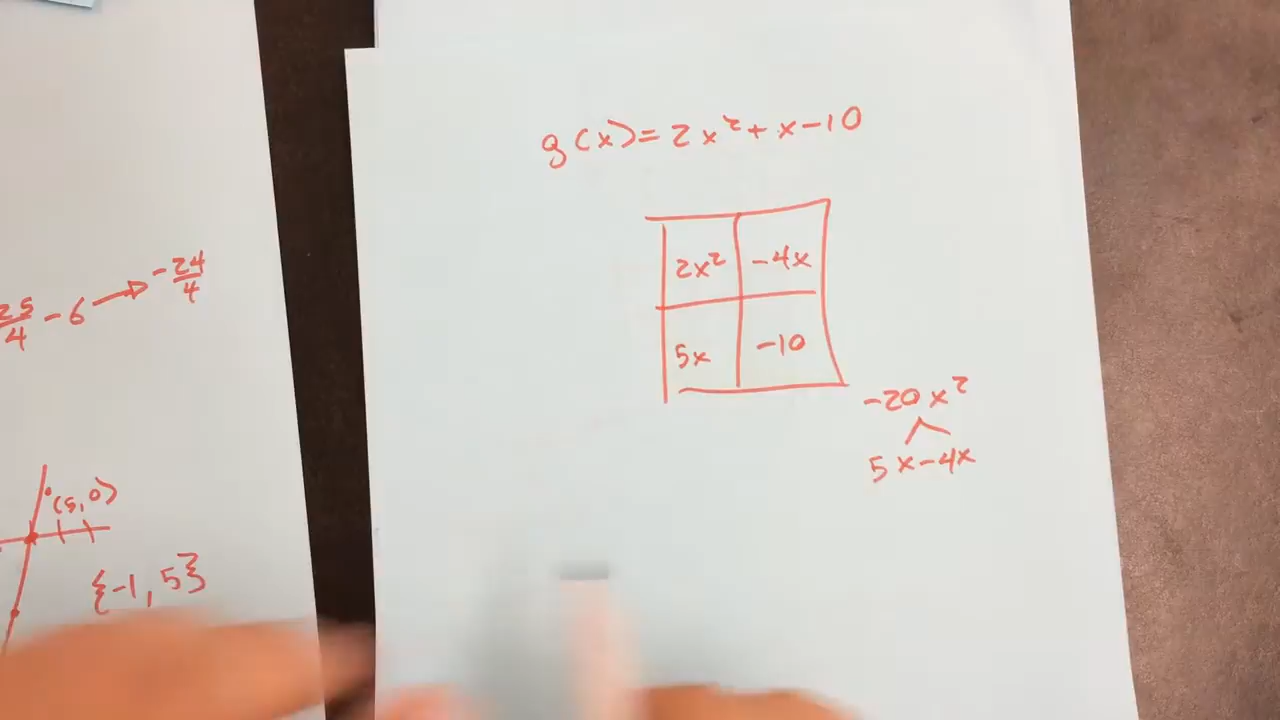 g(x)=2x²+x-10
2x² -4x
5x -10
-20x²
5x-4x
25/4 -6 → -24/4
(5,0)
{-1,5}